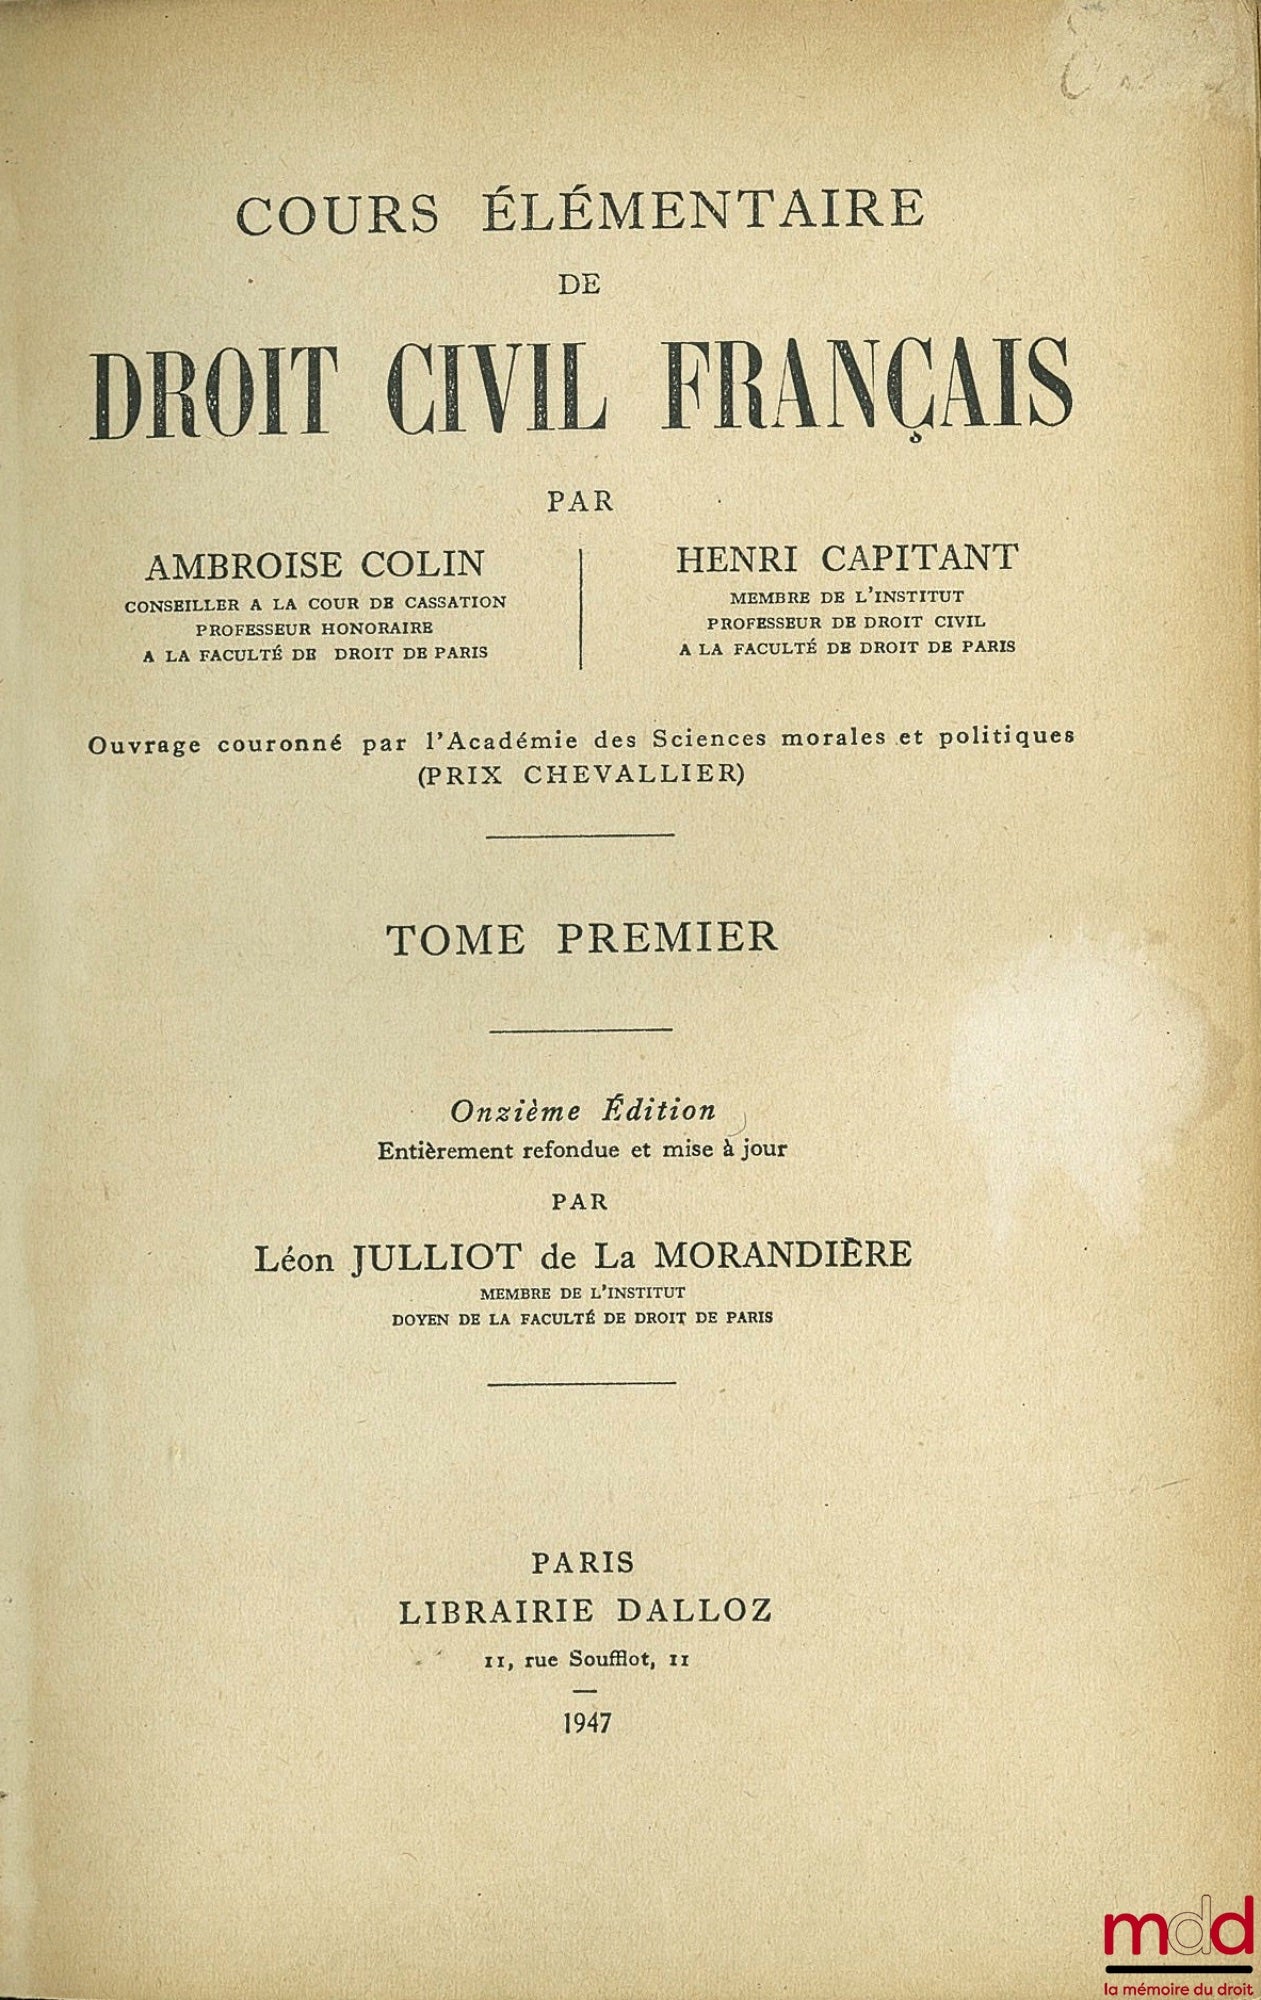 COURS ÉLÉMENTAIRE
DE
DROIT CIVIL FRANÇAIS
PAR
AMBROISE COLIN
CONSEILLER A LA COUR DE CASSATION
PROFESSEUR HONORAIRE
A LA FACULTÉ DE DROIT DE PARIS
HENRI CAPITANT
MEMBRE DE L'INSTITUT
PROFESSEUR DE DROIT CIVIL
A LA FACULTÉ DE DROIT DE PARIS
Ouvrage couronné par l'Académie des Sciences morales et politiques
(PRIX CHEVALLIER)
TOME PREMIER
Onzième Édition
Entièrement refondue et mise à jour
PAR
Léon JULLIOT de La MORANDIÈRE
MEMBRE DE L'INSTITUT
DOYEN DE LA FACULTÉ DE DROIT DE PARIS
PARIS
LIBRAIRIE DALLOZ
11, rue Soufflot, 11
1947
mdd
la mémoire du droit